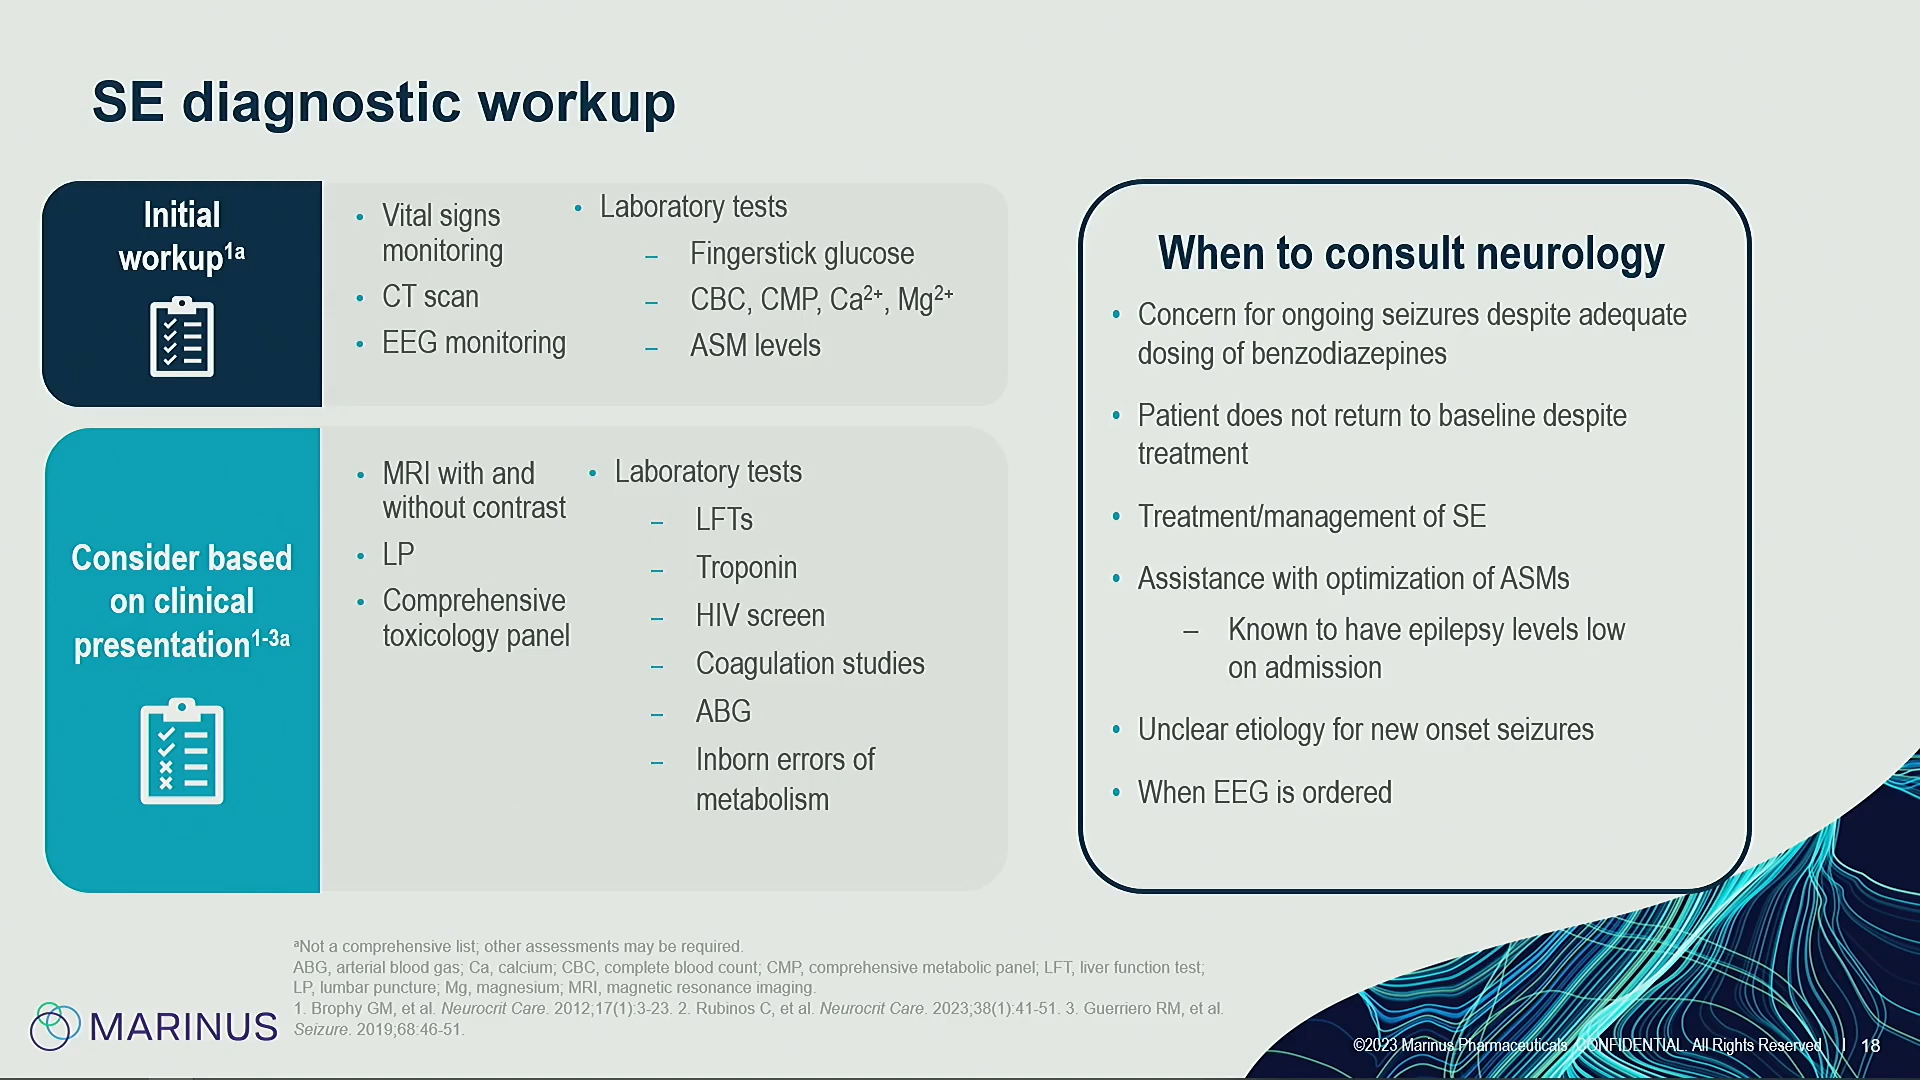 SE diagnostic workup
Initial
workup¹ᵃ
• Vital signs
monitoring
• CT scan
• EEG monitoring
• Laboratory tests
– Fingerstick glucose
– CBC, CMP, Ca²⁺, Mg²⁺
– ASM levels
Consider based
on clinical
presentation¹⁻³ᵃ
• MRI with and
without contrast
• LP
• Comprehensive
toxicology panel
• Laboratory tests
– LFTs
– Troponin
– HIV screen
– Coagulation studies
– ABG
– Inborn errors of
metabolism
When to consult neurology
• Concern for ongoing seizures despite adequate
dosing of benzodiazepines
• Patient does not return to baseline despite
treatment
• Treatment/management of SE
• Assistance with optimization of ASMs
– Known to have epilepsy levels low
on admission
• Unclear etiology for new onset seizures
• When EEG is ordered
ᵃNot a comprehensive list; other assessments may be required.
ABG, arterial blood gas; Ca, calcium; CBC, complete blood count; CMP, comprehensive metabolic panel; LFT, liver function test;
LP, lumbar puncture; Mg, magnesium; MRI, magnetic resonance imaging.
1. Brophy GM, et al. Neurocrit Care. 2012;17(1):3-23. 2. Rubinos C, et al. Neurocrit Care. 2023;38(1):41-51. 3. Guerriero RM, et al.
Seizure. 2019;68:46-51.
MARINUS
©2023 Marinus Pharmaceuticals. CONFIDENTIAL. All Rights Reserved | 18